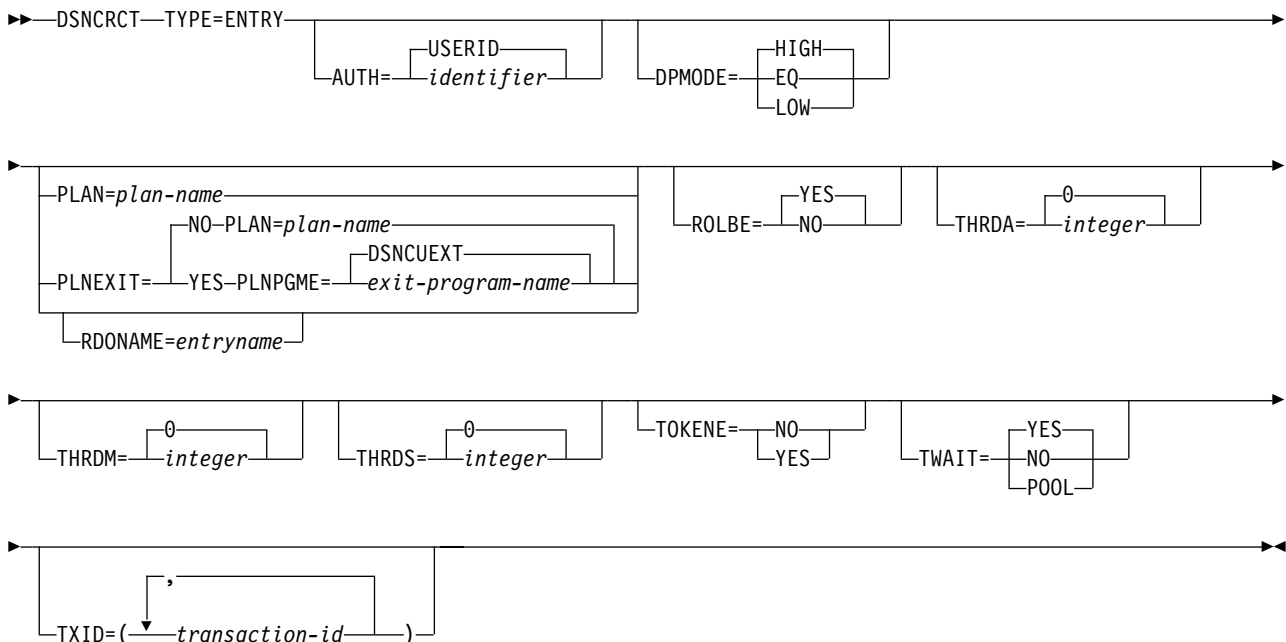 DSNCRCT TYPE=ENTRY
USERID
AUTH= identifier
HIGH
DPMODE= EQ
LOW
PLAN=plan-name
NO PLAN=plan-name
DSNCUEXT
PLNEXIT= YES PLNPGME= exit-program-name
RDONAME=entryname
YES
ROLBE= NO
0
THRDA= integer
0
THRDM= integer
0
THRDS= integer
TOKENE= NO
YES
YES
TWAIT= NO
POOL
,
TXID=( transaction-id )